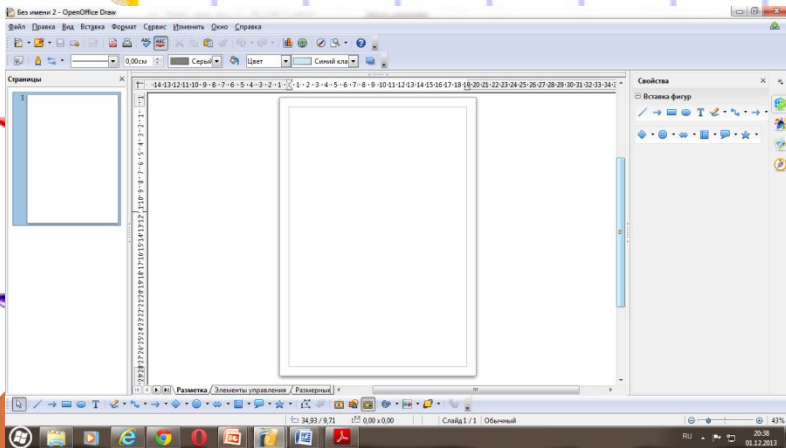 Без имени 2 - OpenOffice Draw
Файл Правка Вид Вставка Формат Сервис Изменить Окно Справка
0,00см Серый Цвет Синий кла
Страницы
Свойства
Вставка фигур
1
Разметка Элементы управления Размерные
34,93 / 9,71 0,00 x 0,00 Слайд 1 / 1 Обычный 43%
RU 20:38
01.12.2013